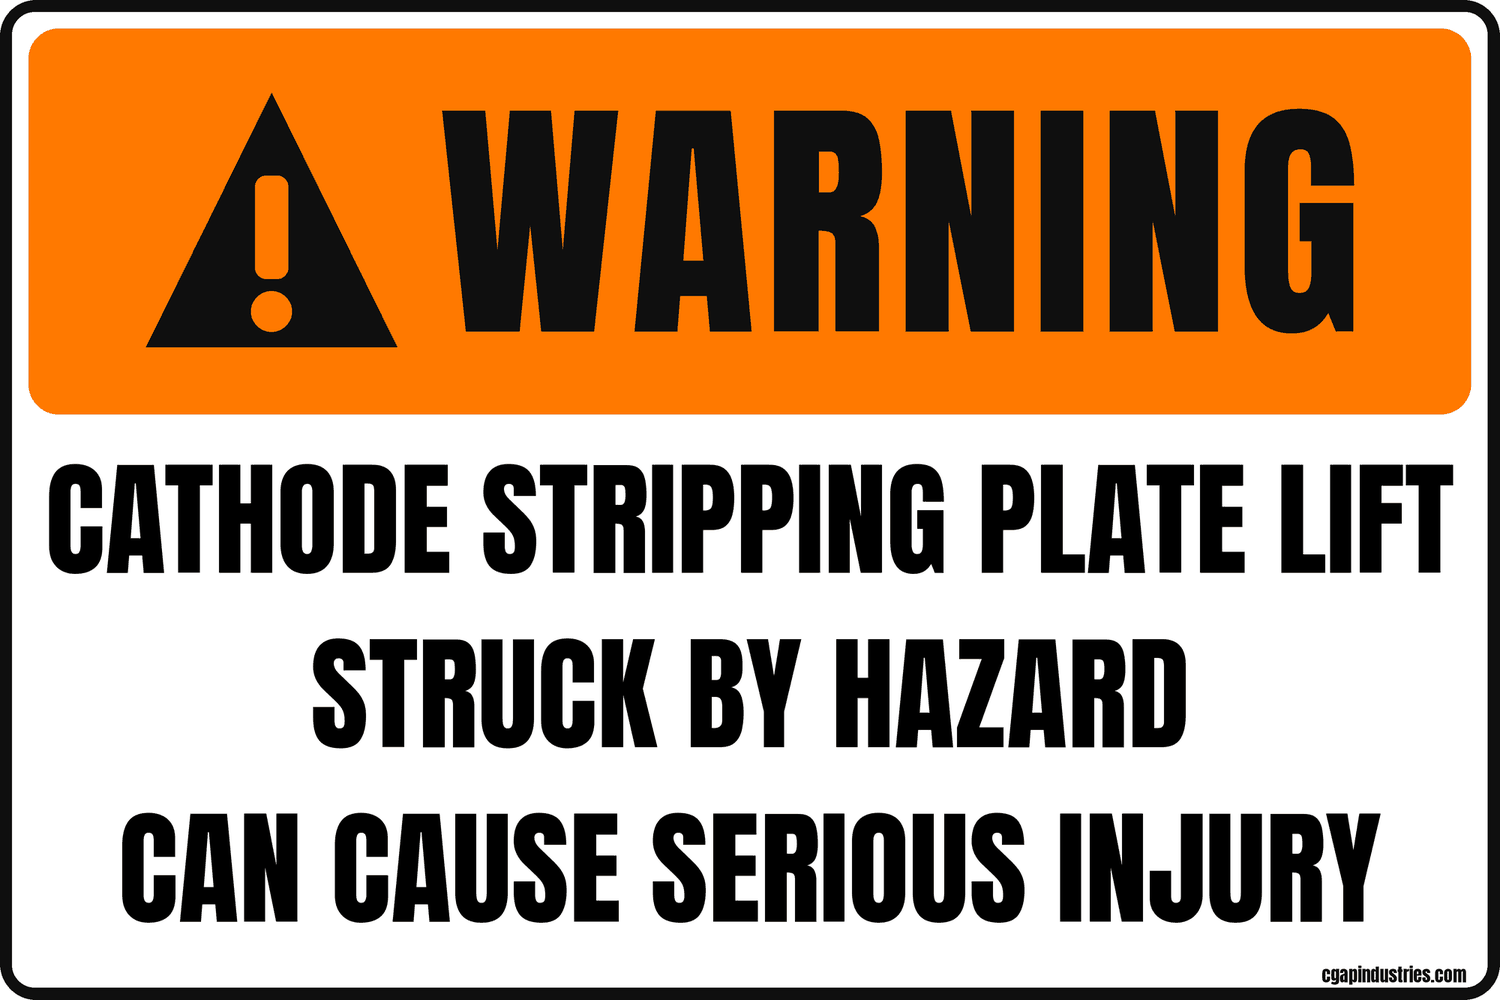 WARNING
CATHODE STRIPPING PLATE LIFT
STRUCK BY HAZARD
CAN CAUSE SERIOUS INJURY
cgapindustries.com